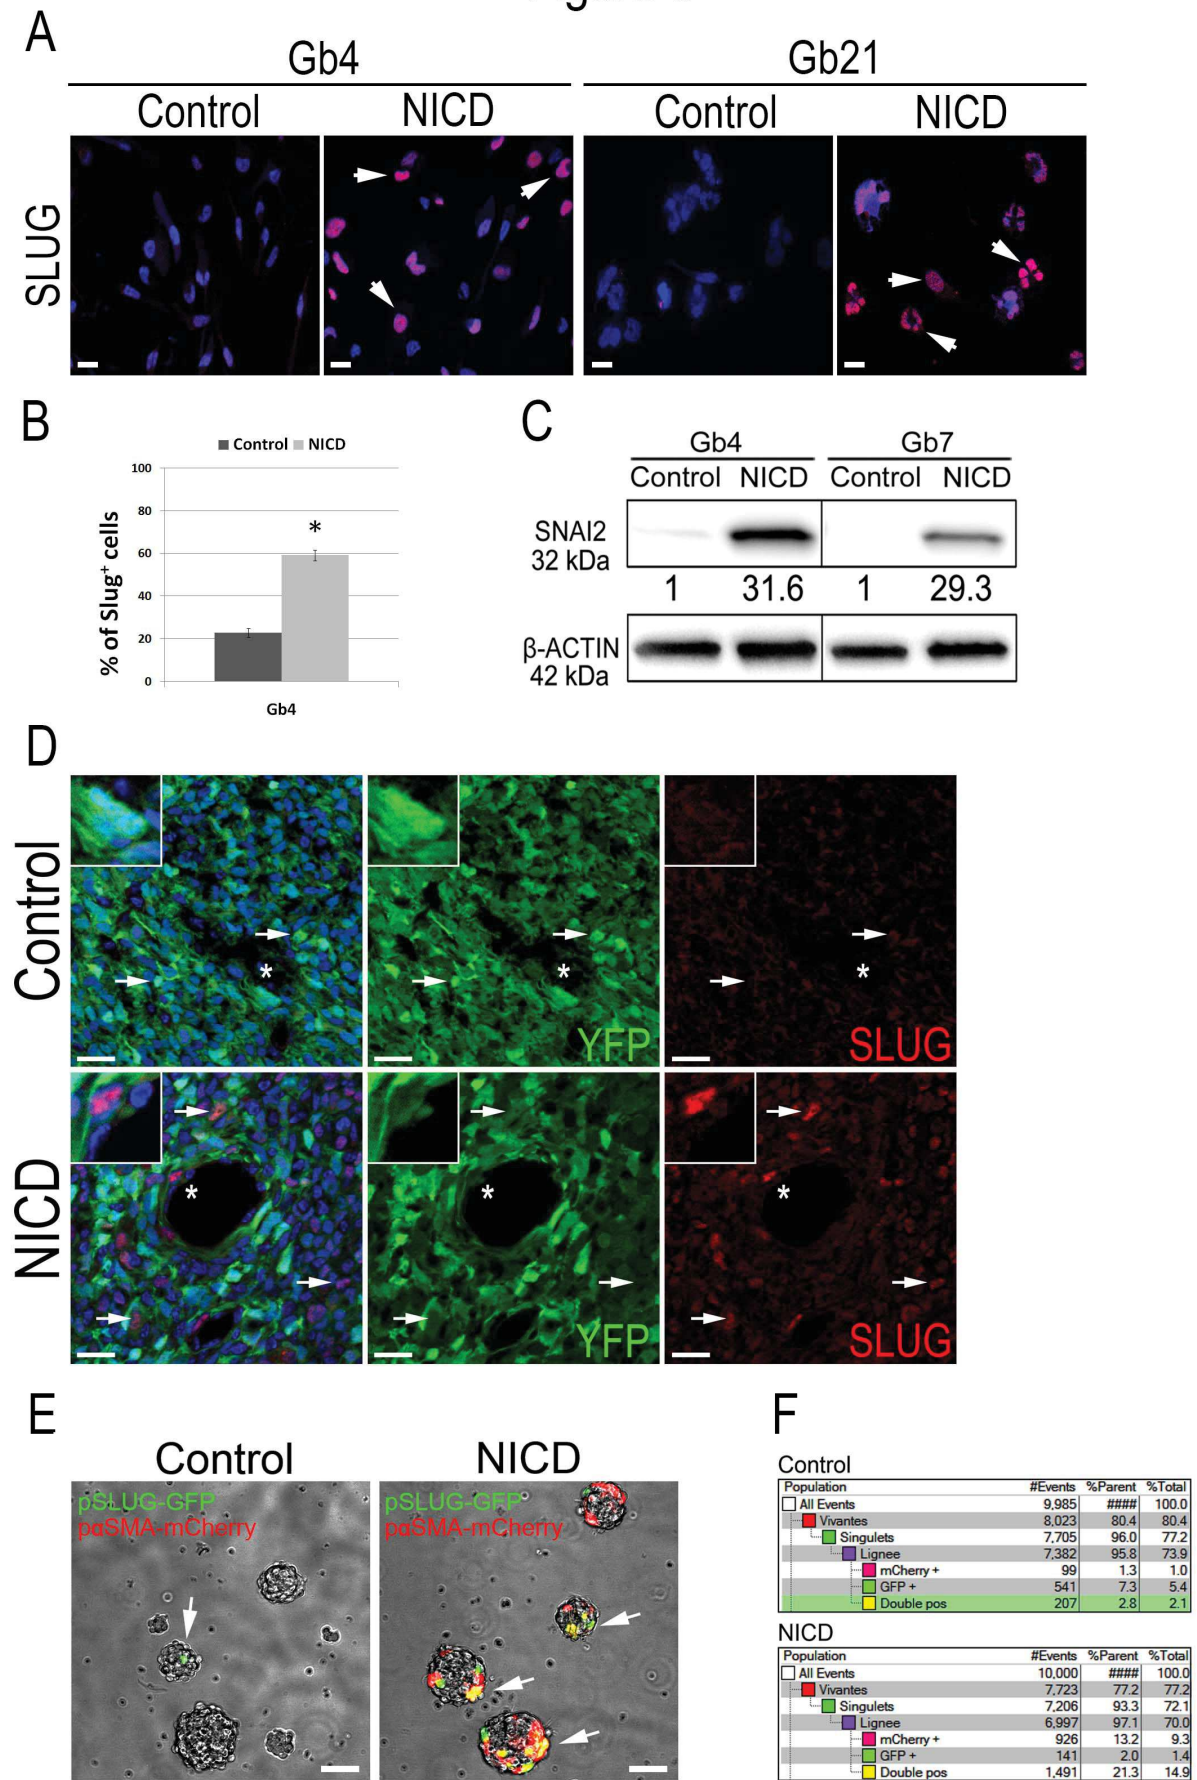 A
Gb4 Gb21
Control NICD Control NICD
SLUG
B
Control NICD
100
80
60
40
20
0
*
% of Slug+ cells
Gb4
C
Gb4 Gb7
Control NICD Control NICD
SNAI2
32 kDa
1 31.6 1 29.3
β-ACTIN
42 kDa
D
Control
* * *
YFP SLUG
NICD
* * *
YFP SLUG
E
Control NICD
pSLUG-GFP pSLUG-GFP
pαSMA-mCherry pαSMA-mCherry
F
Control
Population #Events %Parent %Total
All Events 9,985 #### 100.0
Vivantes 8,023 80.4 80.4
Singulets 7,705 96.0 77.2
Lignee 7,382 95.8 73.9
mCherry + 99 1.3 1.0
GFP + 541 7.3 5.4
Double pos 207 2.8 2.1
NICD
Population #Events %Parent %Total
All Events 10,000 #### 100.0
Vivantes 7,723 77.2 77.2
Singulets 7,206 93.3 72.1
Lignee 6,997 97.1 70.0
mCherry + 926 13.2 9.3
GFP + 141 2.0 1.4
Double pos 1,491 21.3 14.9